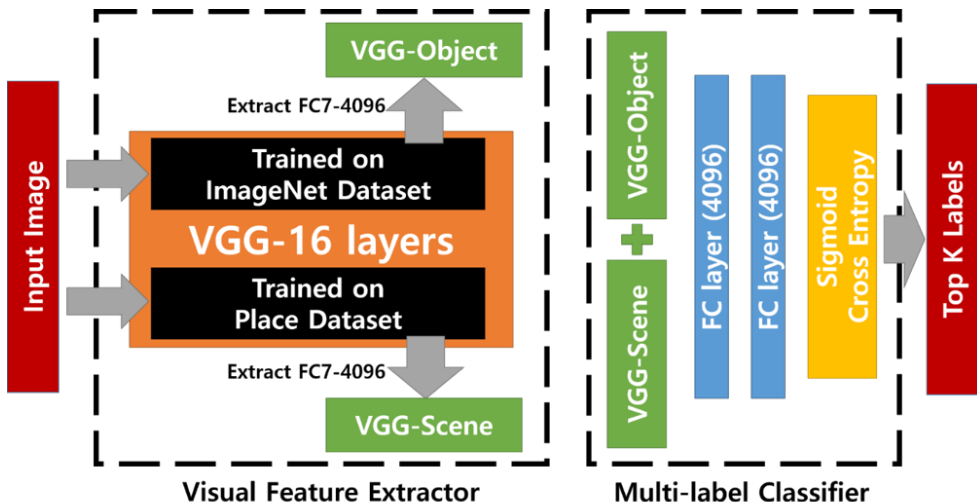 Input Image
VGG-Object
Extract FC7-4096
Trained on
ImageNet Dataset
VGG-16 layers
Trained on
Place Dataset
Extract FC7-4096
VGG-Scene
Visual Feature Extractor
VGG-Object
+
VGG-Scene
FC layer (4096)
FC layer (4096)
Sigmoid
Cross Entropy
Multi-label Classifier
Top K Labels